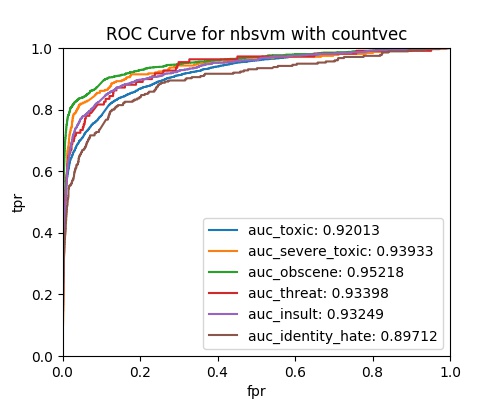 ROC Curve for nbsvm with countvec
1.0
0.8
0.6
0.4
0.2
0.0
tpr
auc_toxic: 0.92013
auc_severe_toxic: 0.93933
auc_obscene: 0.95218
auc_threat: 0.93398
auc_insult: 0.93249
auc_identity_hate: 0.89712
0.0 0.2 0.4 0.6 0.8 1.0
fpr